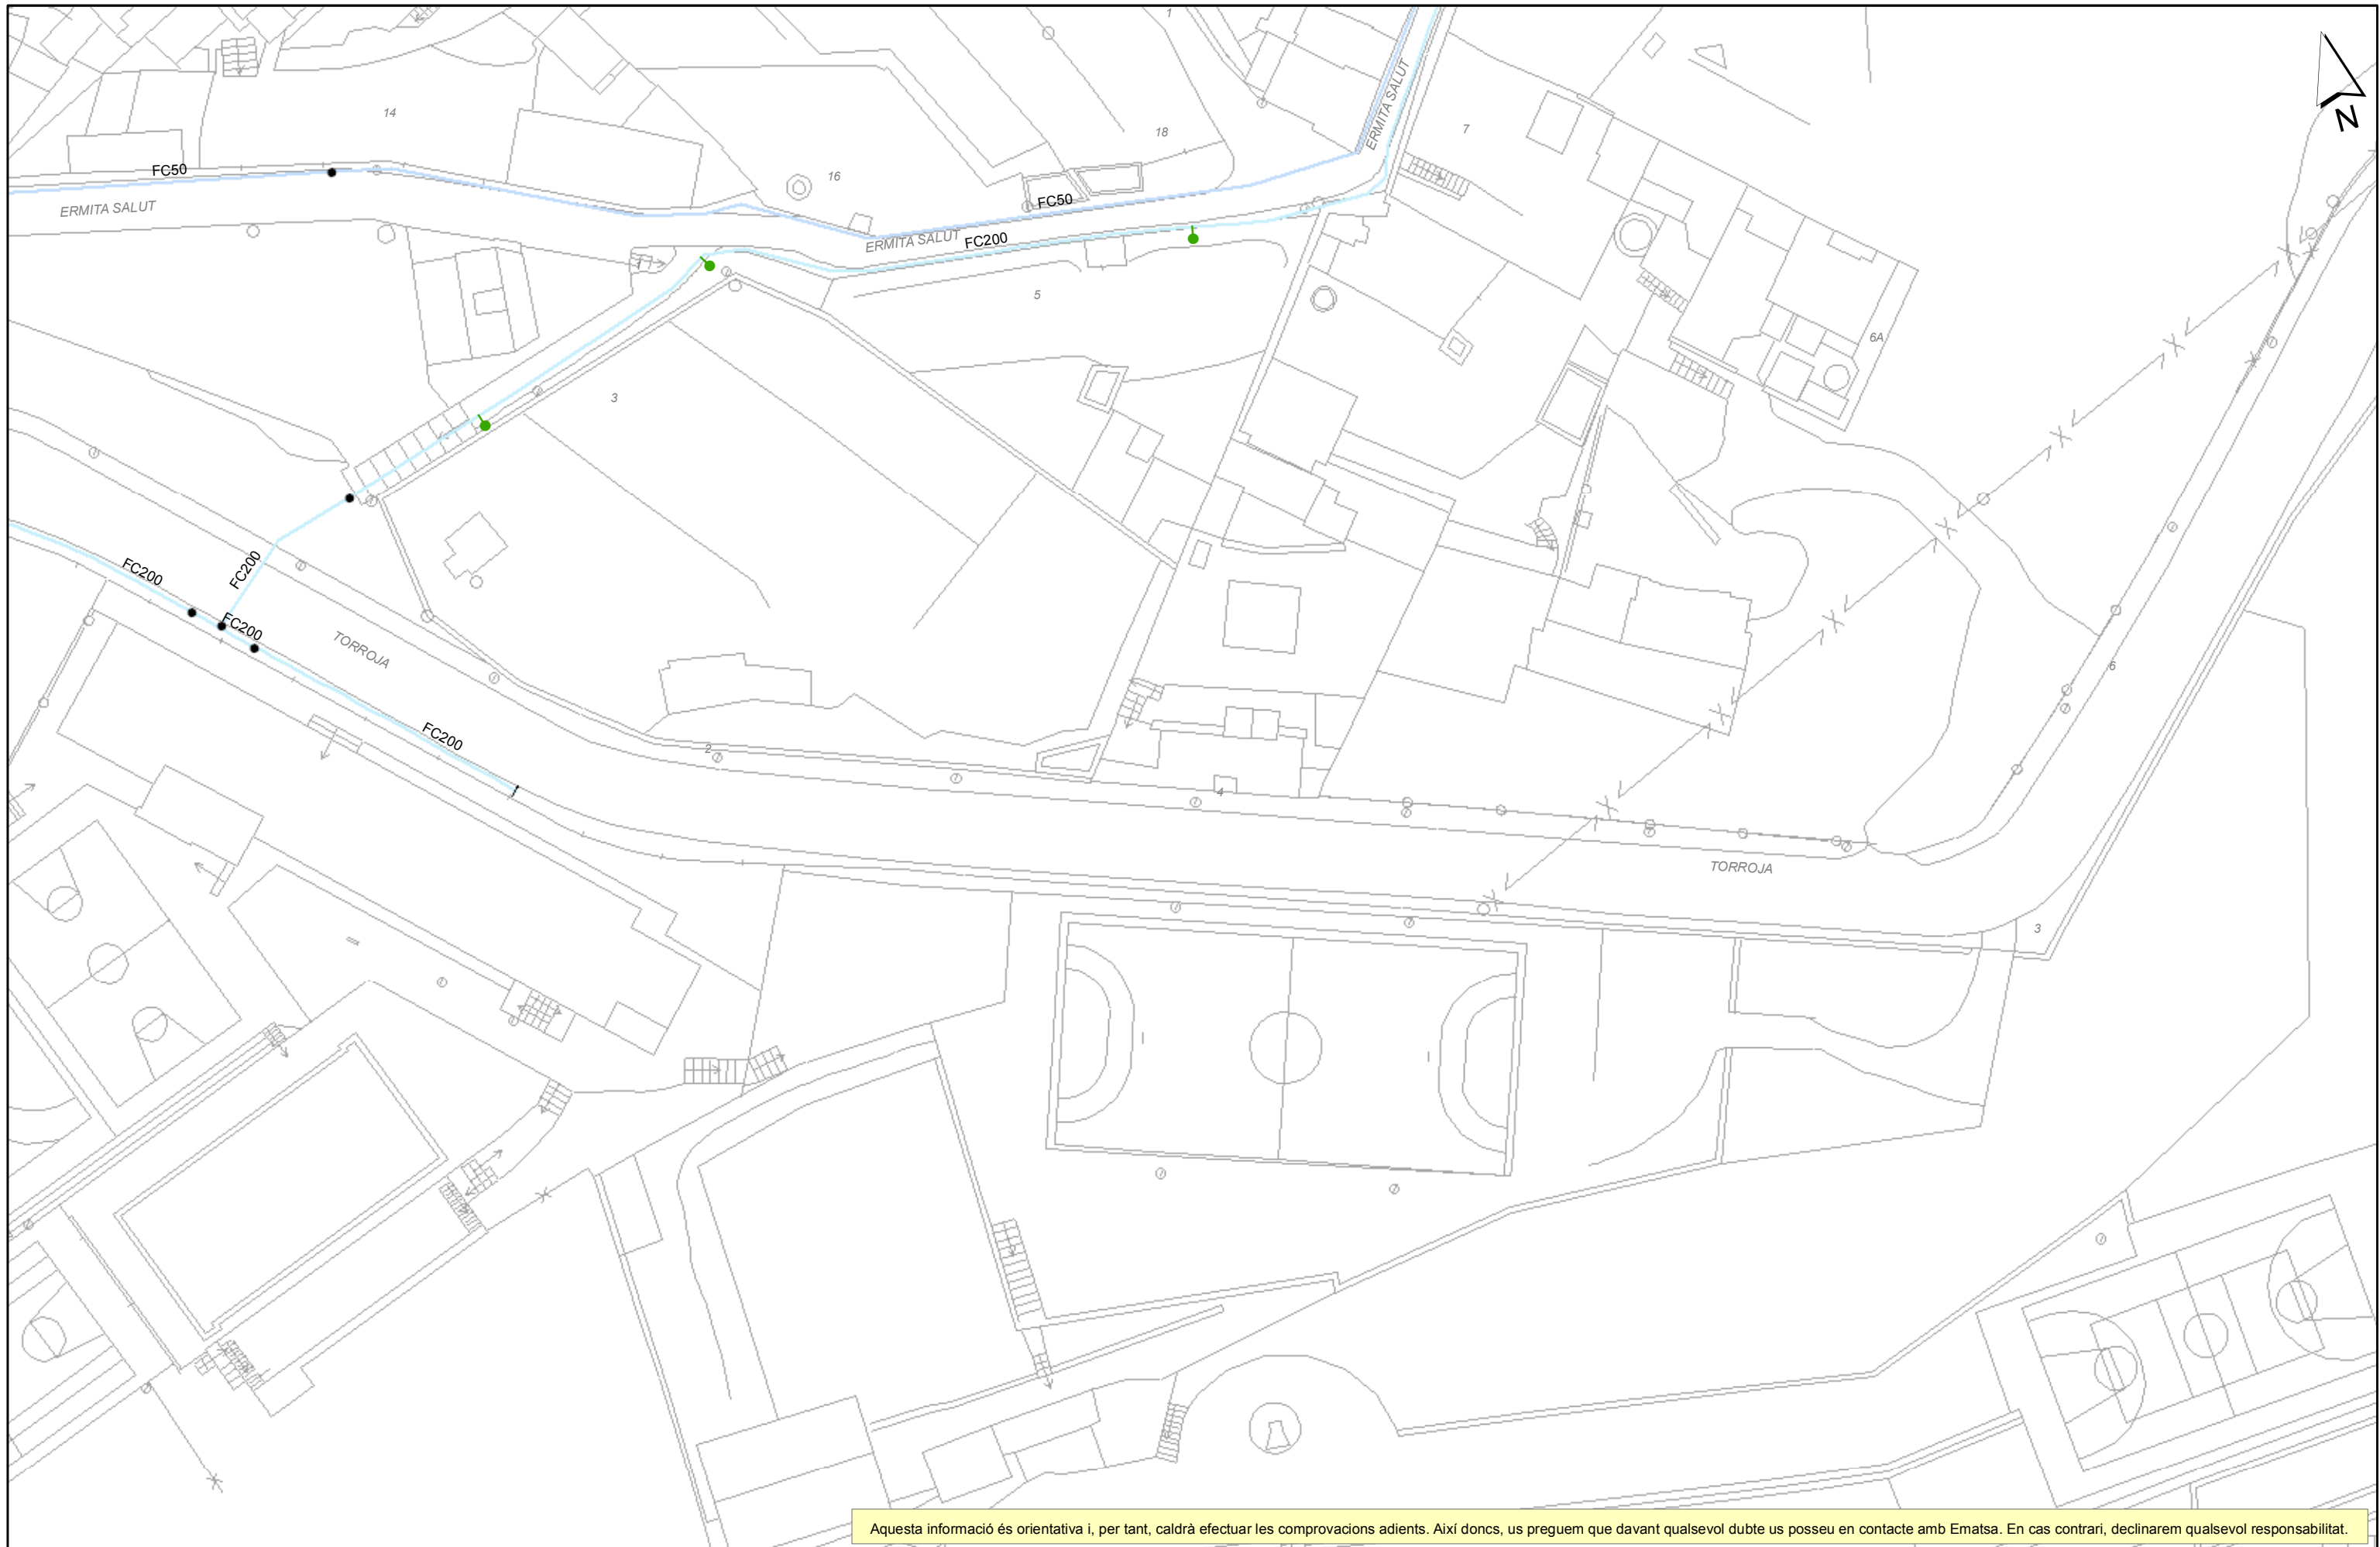 1
ERMITA SALUT
14
7
18
N
FC50
16
FC50
ERMITA SALUT
ERMITA SALUT
FC200
5
6A
3
FC200
FC200
FC200
TORROJA
6
FC200
2
4
TORROJA
3
Aquesta informació és orientativa i, per tant, caldrà efectuar les comprovacions adients. Així doncs, us preguem que davant qualsevol dubte us posseu en contacte amb Ematsa. En cas contrari, declinarem qualsevol responsabilitat.